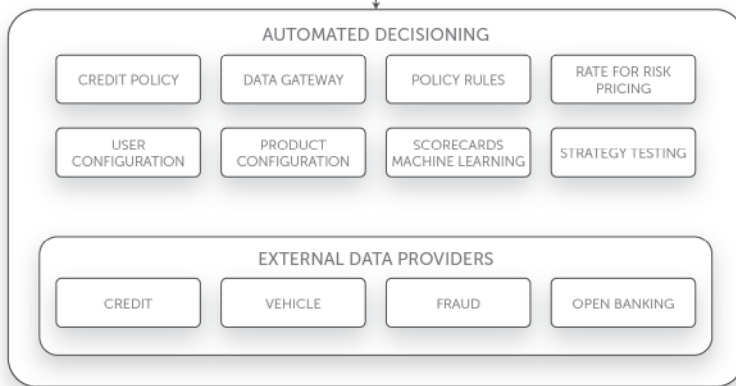 AUTOMATED DECISIONING
CREDIT POLICY
DATA GATEWAY
POLICY RULES
RATE FOR RISK
PRICING
USER
CONFIGURATION
PRODUCT
CONFIGURATION
SCORECARDS
MACHINE LEARNING
STRATEGY TESTING
EXTERNAL DATA PROVIDERS
CREDIT
VEHICLE
FRAUD
OPEN BANKING